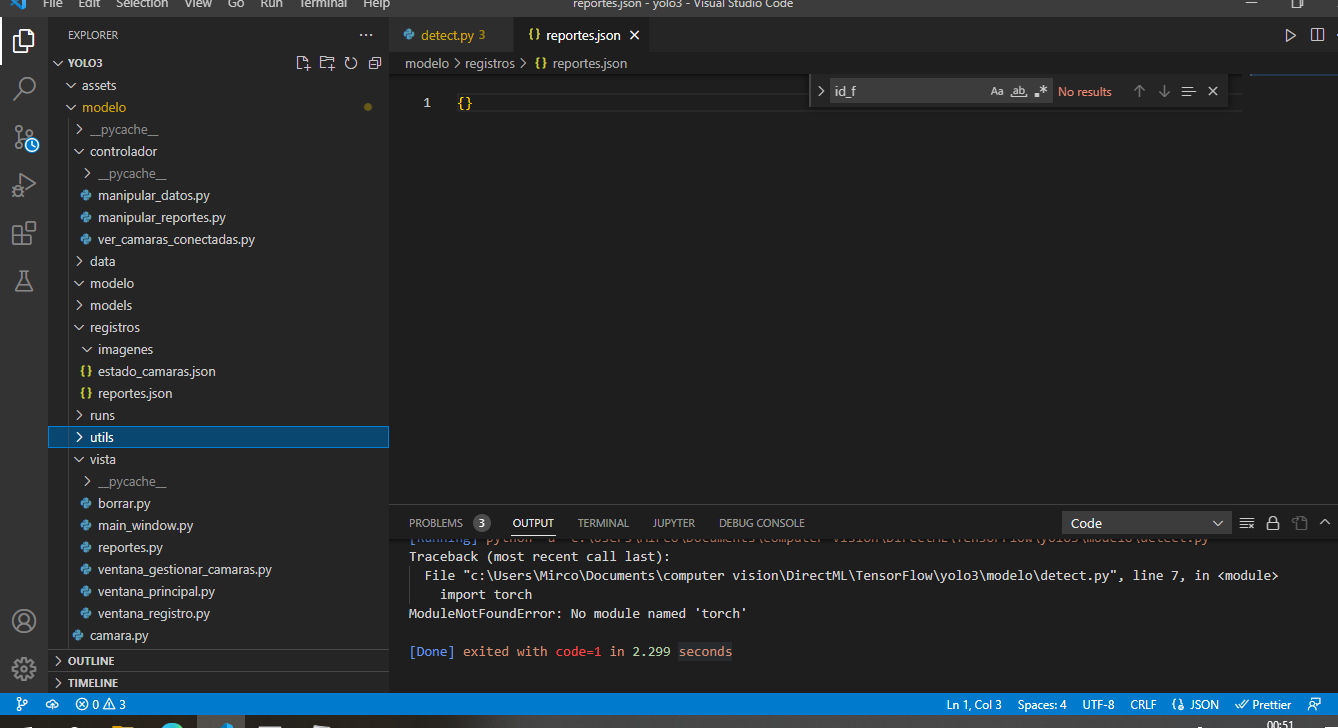 File Edit Selection View Go Run Terminal Help
reportes.json - yolo3 - Visual Studio Code
EXPLORER
YOLO3
assets
modelo
__pycache__
controlador
__pycache__
manipular_datos.py
manipular_reportes.py
ver_camaras_conectadas.py
data
modelo
models
registros
imagenes
estado_camaras.json
reportes.json
runs
utils
vista
__pycache__
borrar.py
main_window.py
reportes.py
ventana_gestionar_camaras.py
ventana_principal.py
ventana_registro.py
camara.py
OUTLINE
TIMELINE
detect.py 3
{} reportes.json
modelo > registros > {} reportes.json
1 {}
id_f Aa ab No results
PROBLEMS 3 OUTPUT TERMINAL JUPYTER DEBUG CONSOLE
Code
[Running] python -u "c:\Users\Mirco\Documents\computer vision\DirectML\TensorFlow\yolo3\modelo\detect.py"
Traceback (most recent call last):
File "c:\Users\Mirco\Documents\computer vision\DirectML\TensorFlow\yolo3\modelo\detect.py", line 7, in <module>
import torch
ModuleNotFoundError: No module named 'torch'
[Done] exited with code=1 in 2.299 seconds
0 3
Ln 1, Col 3 Spaces: 4 UTF-8 CRLF {} JSON Prettier
00:51